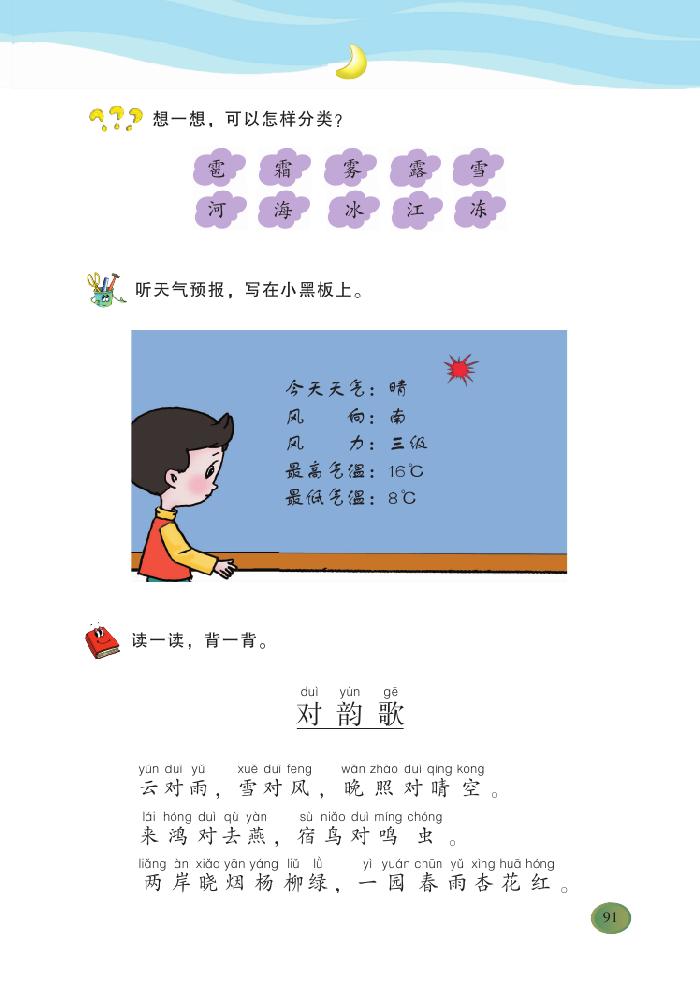 想一想，可以怎样分类？
雹 霜 雾 露 雪
河 海 冰 江 冻
听天气预报，写在小黑板上。
今天天气：晴
风 向：南
风 力：三级
最高气温：16℃
最低气温：8℃
读一读，背一背。
duì yùn gē
对 韵 歌
yún duì yǔ xuě duì fēng wǎn zhào duì qíng kōng
云对雨，雪对风，晚照对晴空。
lái hóng duì qù yàn sù niǎo duì míng chóng
来鸿对去燕，宿鸟对鸣虫。
liǎng àn xiǎo yān yáng liǔ lǜ yì yuán chūn yǔ xìng huā hóng
两岸晓烟杨柳绿，一园春雨杏花红。
91